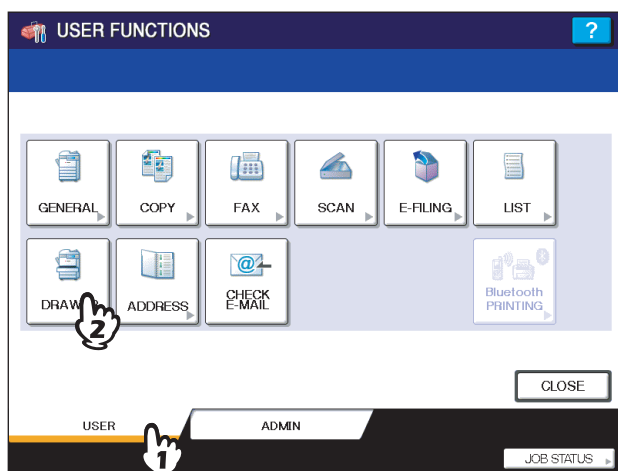 USER FUNCTIONS
?
GENERAL
COPY
FAX
SCAN
E-FILING
LIST
DRAW
2
ADDRESS
@
CHECK
E-MAIL
Bluetooth
PRINTING
CLOSE
USER
1
ADMIN
JOB STATUS